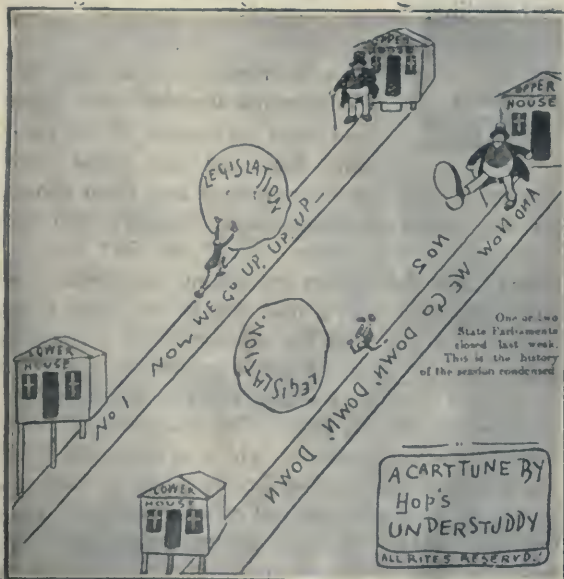 UPPER
HOUSE
LEGISLATION
LOWER
HOUSE
NO 1 NOW WE GO UP, UP, UP_
UPPER
HOUSE
NO 2
AND NOW WE GO DOWN' DOWN' DOWN
LEGISLATION.
LOWER
HOUSE
One or two
State Parliaments
closed last week.
This is the history
of the session condensed
A CARTTUNE BY
HOP'S
UNDERSTUDDY
ALL RITES RESERVD.